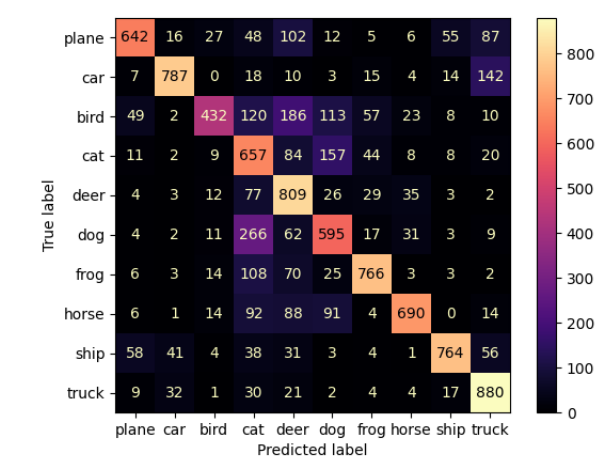 plane 642 16 27 48 102 12 5 6 55 87
car 7 787 0 18 10 3 15 4 14 142
bird 49 2 432 120 186 113 57 23 8 10
cat 11 2 9 657 84 157 44 8 8 20
deer 4 3 12 77 809 26 29 35 3 2
dog 4 2 11 266 62 595 17 31 3 9
frog 6 3 14 108 70 25 766 3 3 2
horse 6 1 14 92 88 91 4 690 0 14
ship 58 41 4 38 31 3 4 1 764 56
truck 9 32 1 30 21 2 4 4 17 880
plane car bird cat deer dog frog horse ship truck
Predicted label
True label
800
700
600
500
400
300
200
100
0